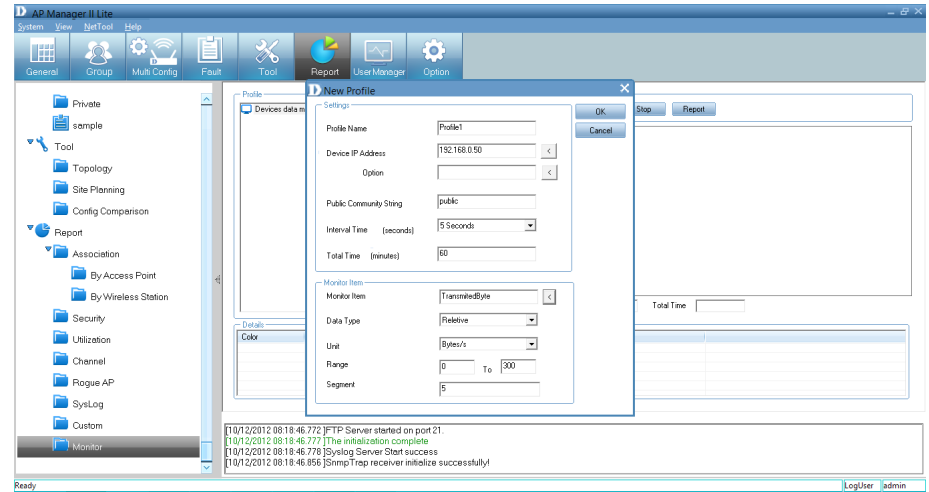 D AP Manager II Lite
System View NetTool Help
General Group Multi Config Fault Tool Report User Manager Option
Private
sample
Tool
Topology
Site Planning
Config Comparison
Report
Association
By Access Point
By Wireless Station
Security
Utilization
Channel
Rogue AP
SysLog
Custom
Monitor
Profile
Devices data m
Stop Report
Total Time
Details
Color
D New Profile
Settings
OK
Cancel
Profile Name Profile1
Device IP Address 192.168.0.50 <
Option <
Public Community String public
Interval Time (seconds) 5 Seconds
Total Time (minutes) 60
Monitor Item
Monitor Item TransmitedByte <
Data Type Reletive
Unit Bytes/s
Range 0 To 300
Segment 5
[10/12/2012 08:18:46.772 ]FTP Server started on port 21.
[10/12/2012 08:18:46.777 ]The initialization complete
[10/12/2012 08:18:46.778 ]Syslog Server Start success
[10/12/2012 08:18:46.856 ]SnmpTrap receiver initialize successfully!
Ready LogUser admin